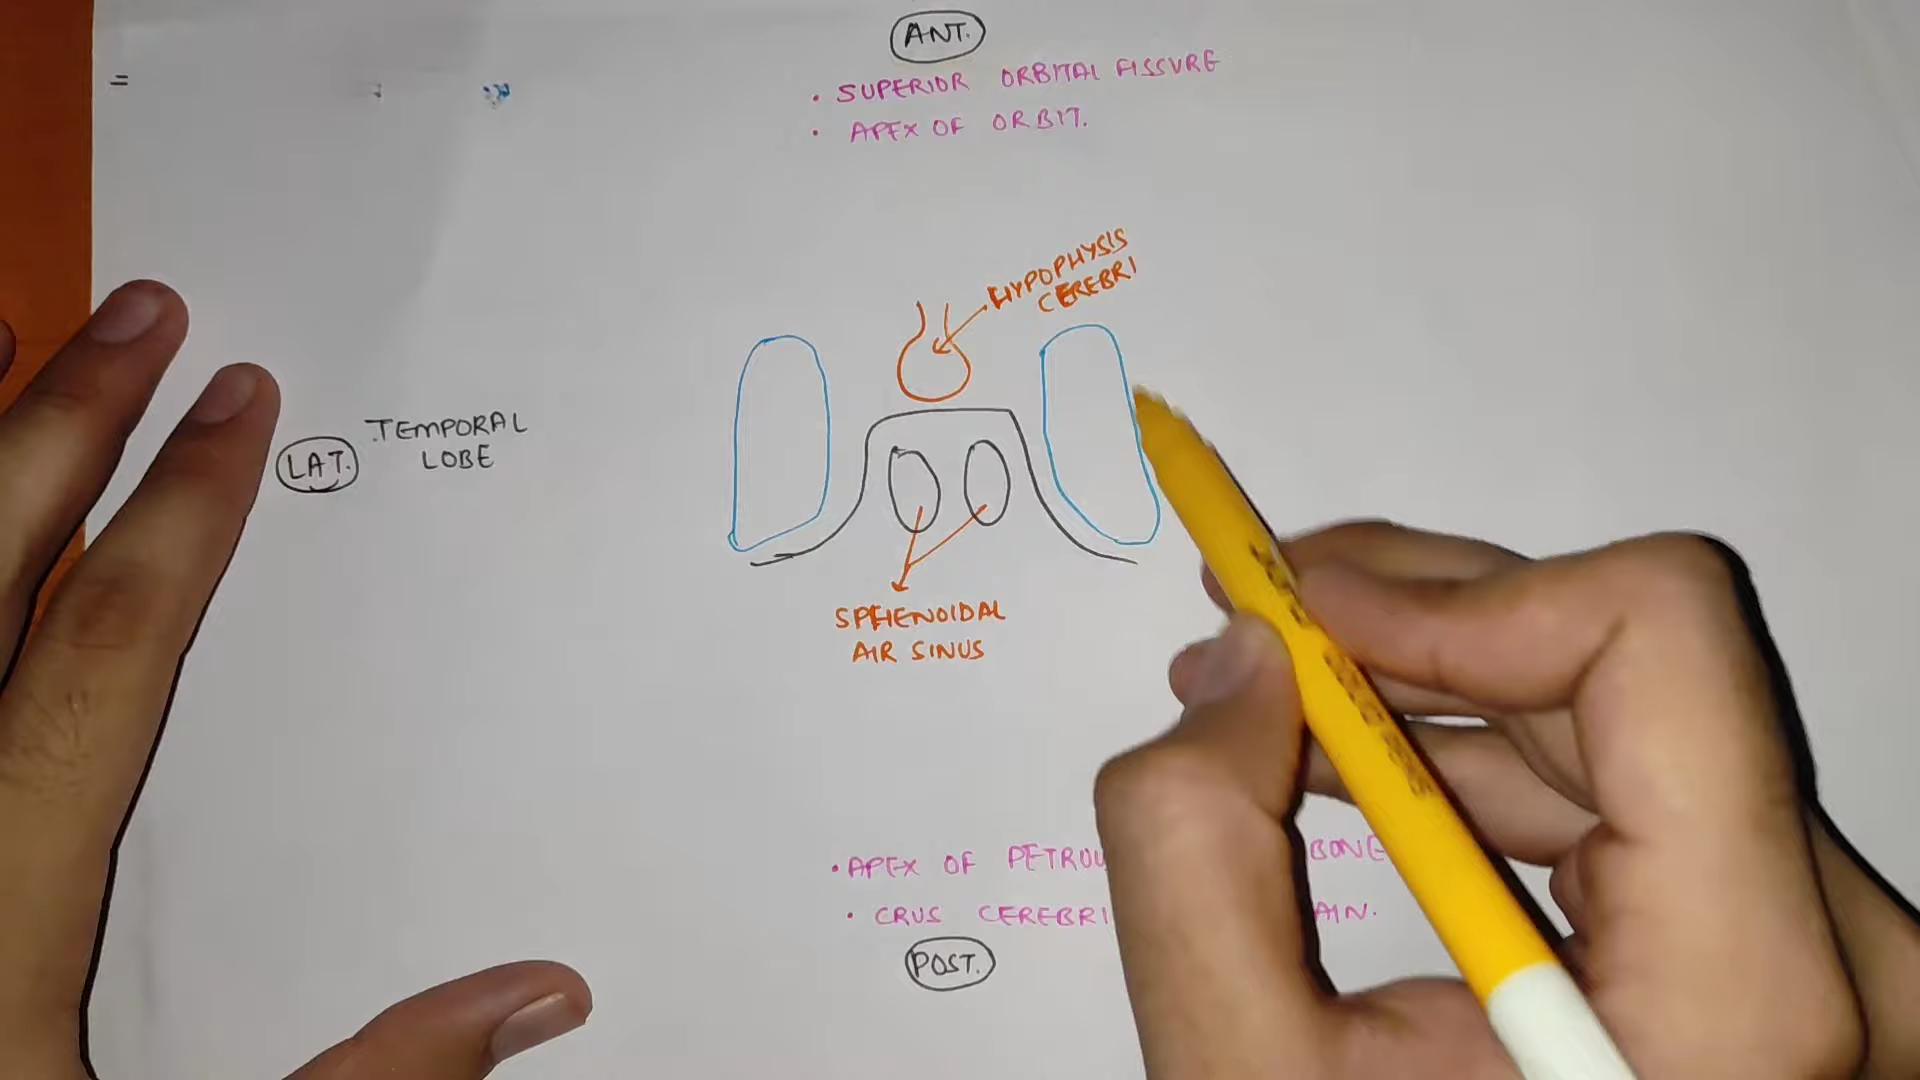 ANT.
=
• SUPERIOR ORBITAL FISSURE
• APEX OF ORBIT.
HYPOPHYSIS
CEREBRI
TEMPORAL
LOBE
LAT.
SPHENOIDAL
AIR SINUS
• APEX OF PETROU BONE
• CRUS CEREBRI AIN.
POST.